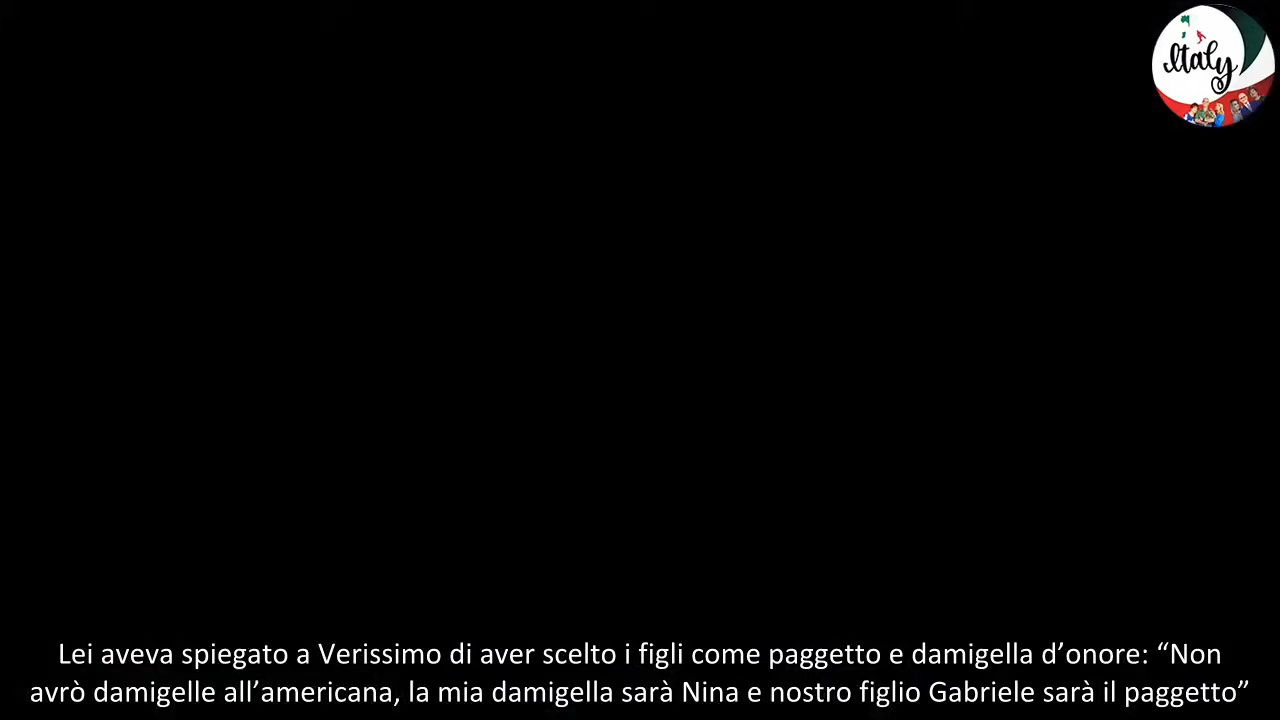 Italy
Lei aveva spiegato a Verissimo di aver scelto i figli come paggetto e damigella d’onore: “Non
avrò damigelle all’americana, la mia damigella sarà Nina e nostro figlio Gabriele sarà il paggetto”